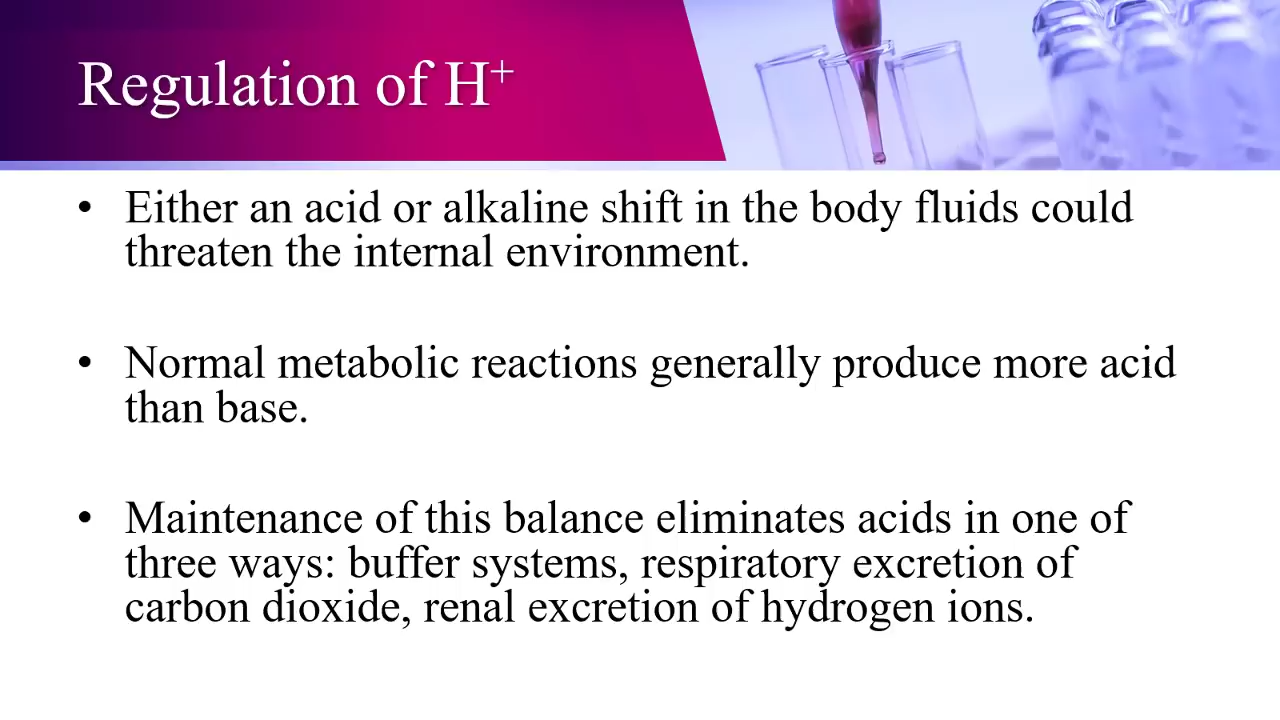 Regulation of H⁺
• Either an acid or alkaline shift in the body fluids could
threaten the internal environment.
• Normal metabolic reactions generally produce more acid
than base.
• Maintenance of this balance eliminates acids in one of
three ways: buffer systems, respiratory excretion of
carbon dioxide, renal excretion of hydrogen ions.